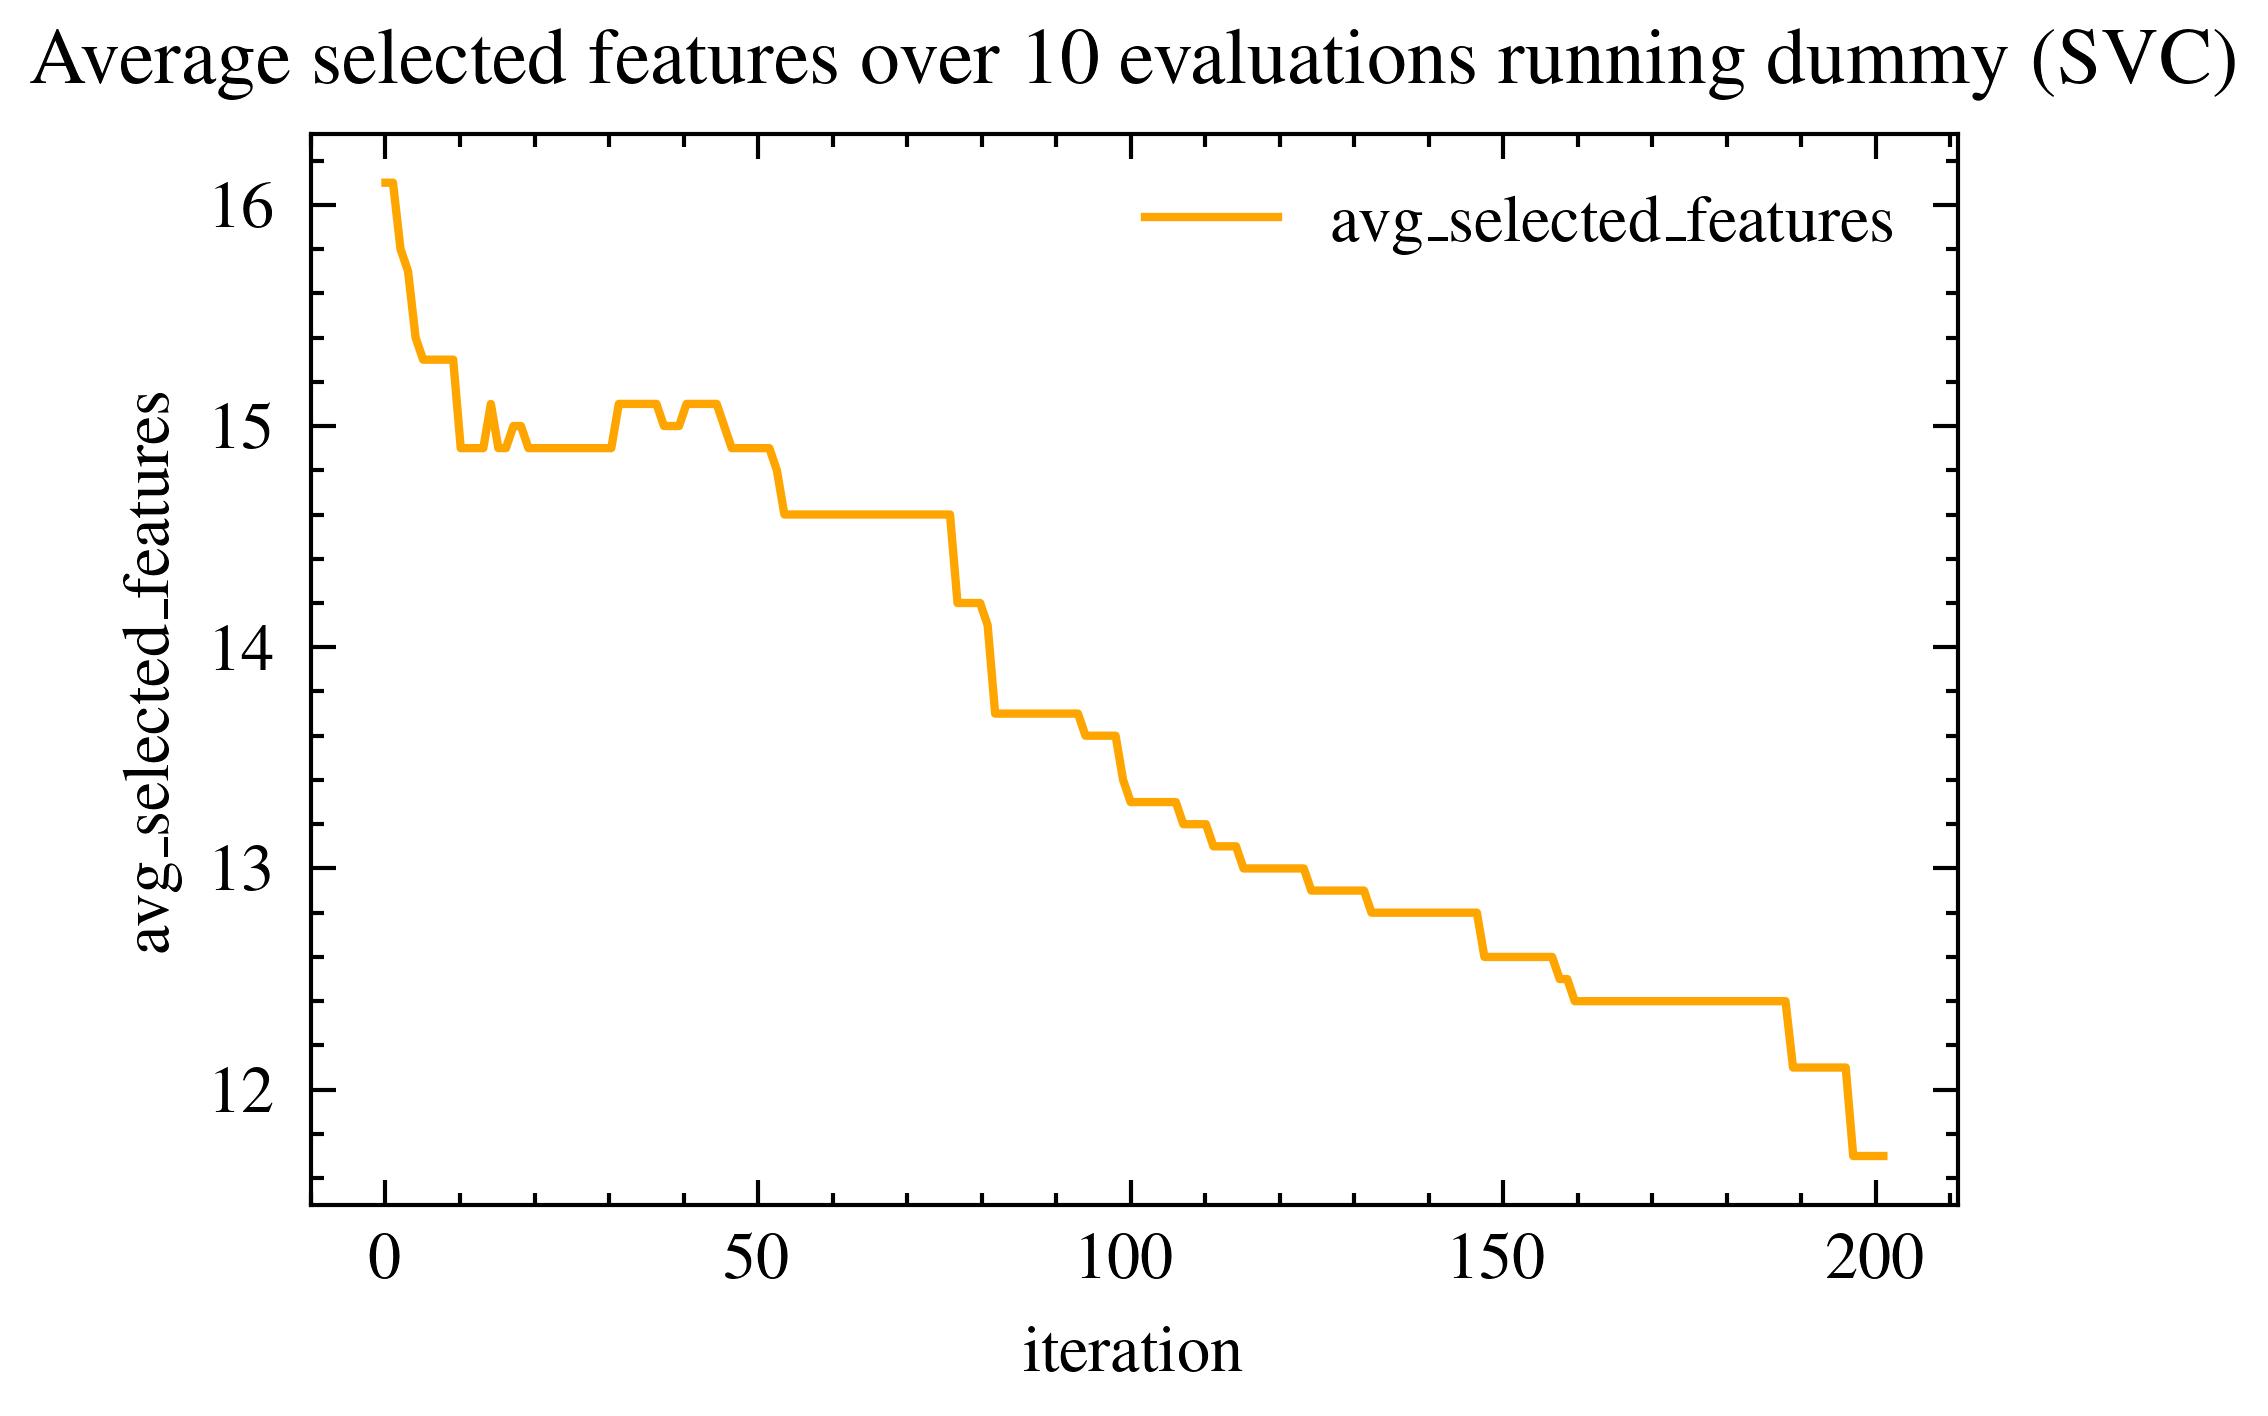 Average selected features over 10 evaluations running dummy (SVC)
avg_selected_features
avg_selected_features
16
15
14
13
12
0 50 100 150 200
iteration